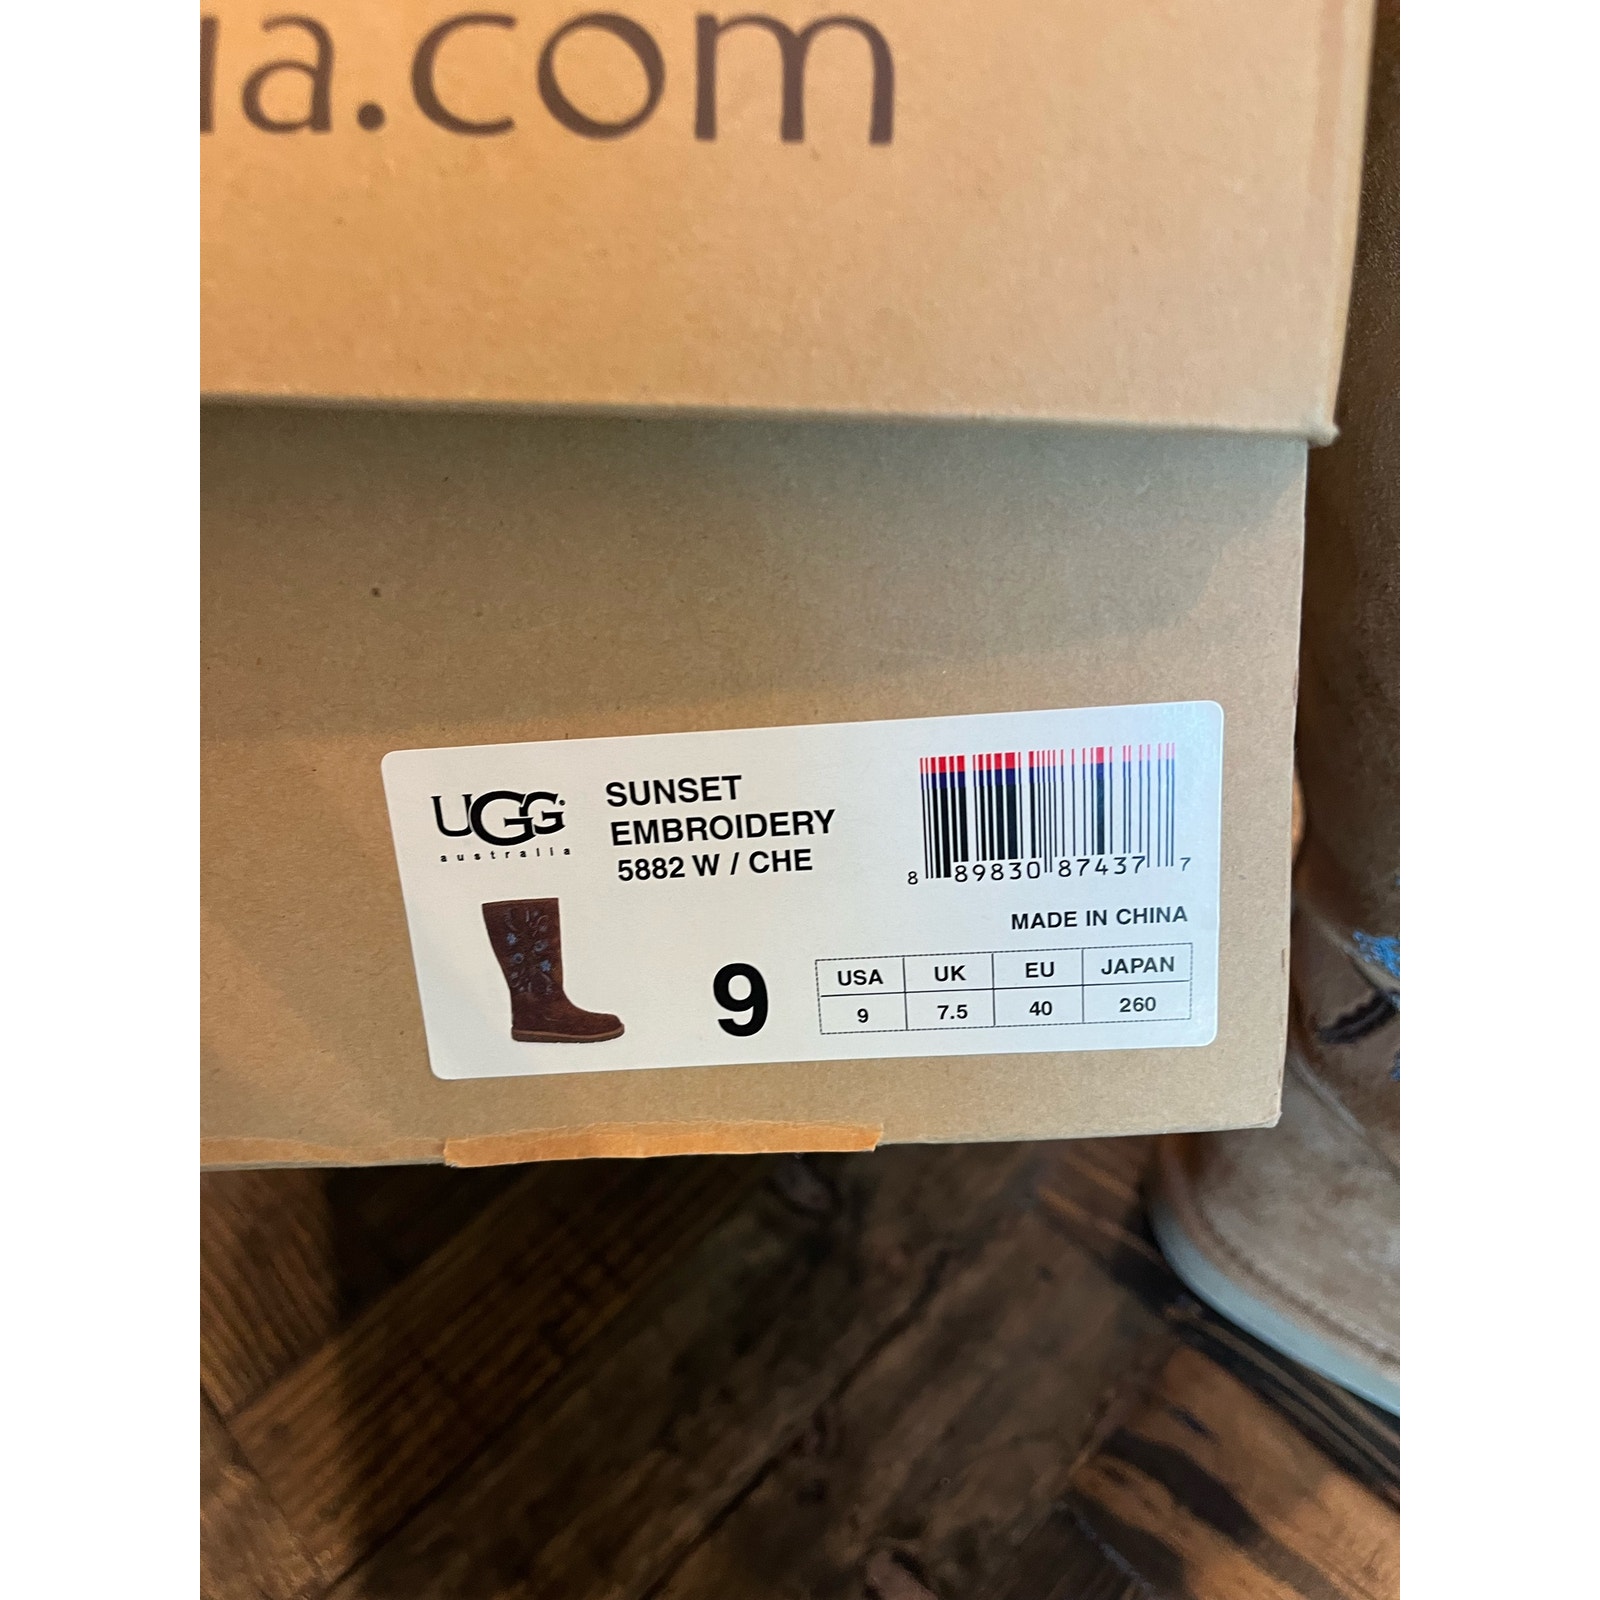 ua.com
UGG
australia
SUNSET
EMBROIDERY
5882 W / CHE
8 89830 87437 7
MADE IN CHINA
9
USA UK EU JAPAN
9 7.5 40 260